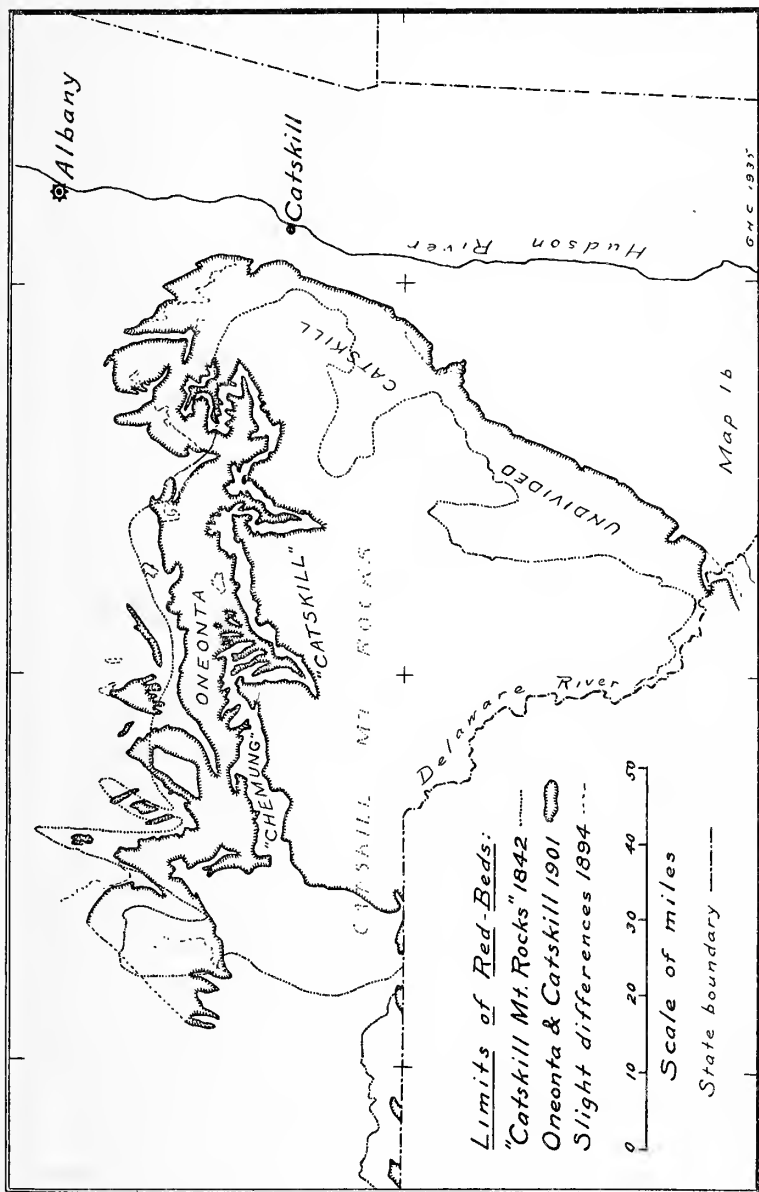 Albany
Catskill
Hudson River
CATSKILL
UNDIVIDED
ONEONTA
"CHEMUNG"
"CATSKILL"
CATSKILL MT ROCKS
Delaware River
Limits of Red-Beds:
"Catskill Mt. Rocks" 1842
Oneonta & Catskill 1901
Slight differences 1894
0 10 20 30 40 50
Scale of miles
State boundary
Map 1b
GHC 1935